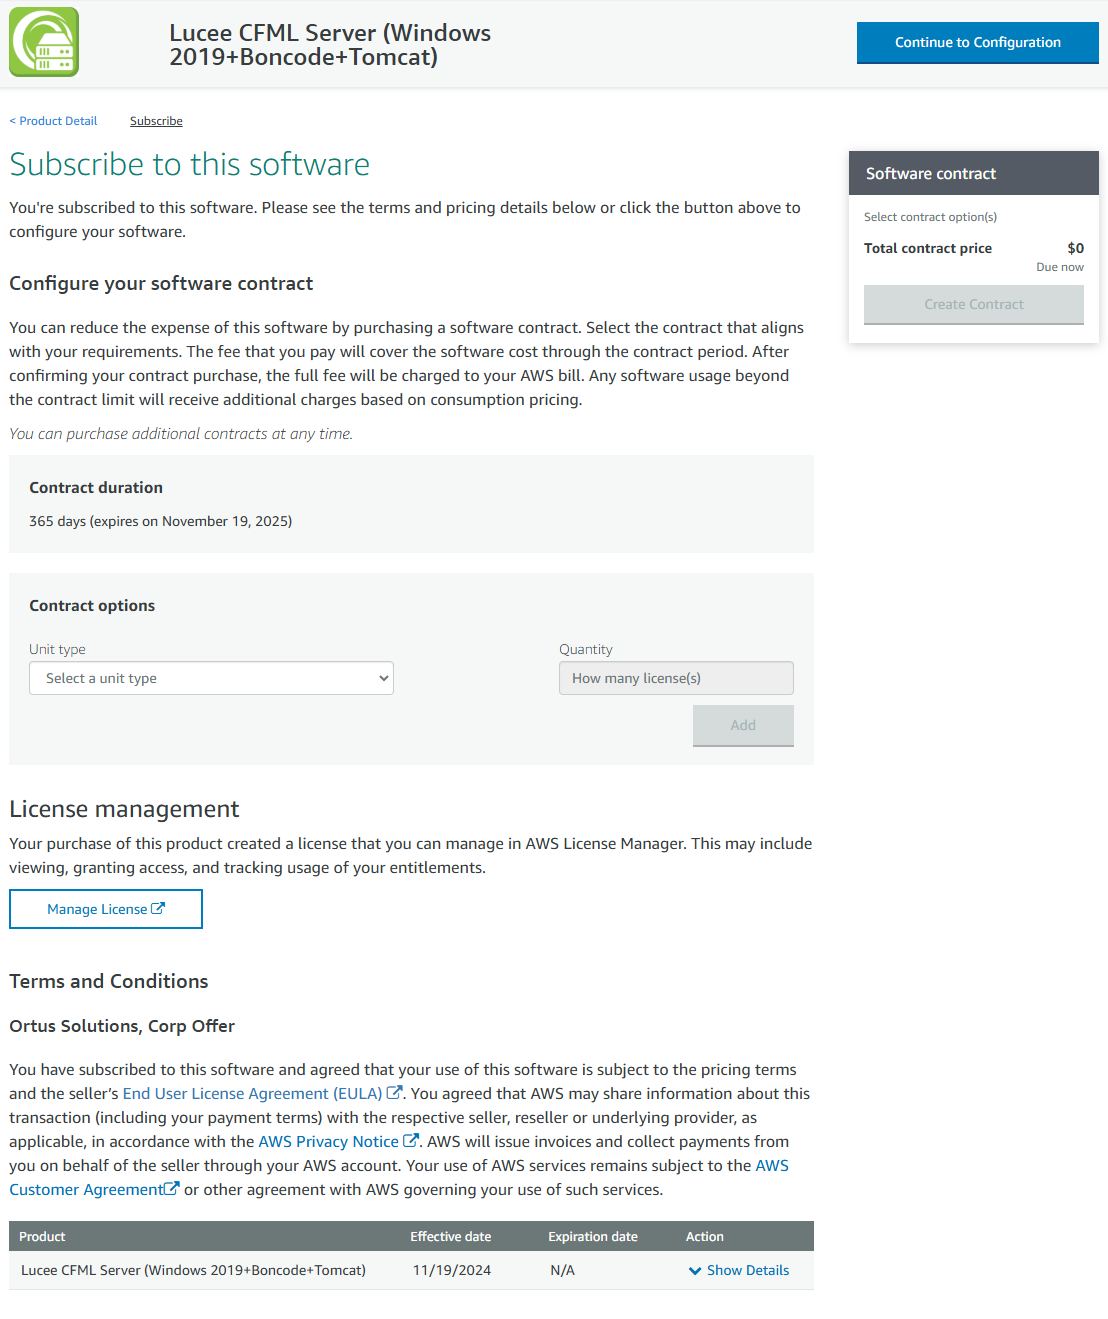 Lucee CFML Server (Windows
2019+Boncode+Tomcat)
Continue to Configuration
< Product Detail
Subscribe
Subscribe to this software
You're subscribed to this software. Please see the terms and pricing details below or click the button above to
configure your software.
Software contract
Select contract option(s)
Total contract price $0
Due now
Create Contract
Configure your software contract
You can reduce the expense of this software by purchasing a software contract. Select the contract that aligns
with your requirements. The fee that you pay will cover the software cost through the contract period. After
confirming your contract purchase, the full fee will be charged to your AWS bill. Any software usage beyond
the contract limit will receive additional charges based on consumption pricing.
You can purchase additional contracts at any time.
Contract duration
365 days (expires on November 19, 2025)
Contract options
Unit type
Quantity
Select a unit type
How many license(s)
Add
License management
Your purchase of this product created a license that you can manage in AWS License Manager. This may include
viewing, granting access, and tracking usage of your entitlements.
Manage License
Terms and Conditions
Ortus Solutions, Corp Offer
You have subscribed to this software and agreed that your use of this software is subject to the pricing terms
and the seller’s End User License Agreement (EULA). You agreed that AWS may share information about this
transaction (including your payment terms) with the respective seller, reseller or underlying provider, as
applicable, in accordance with the AWS Privacy Notice. AWS will issue invoices and collect payments from
you on behalf of the seller through your AWS account. Your use of AWS services remains subject to the AWS
Customer Agreement or other agreement with AWS governing your use of such services.
Product Effective date Expiration date Action
Lucee CFML Server (Windows 2019+Boncode+Tomcat) 11/19/2024 N/A Show Details